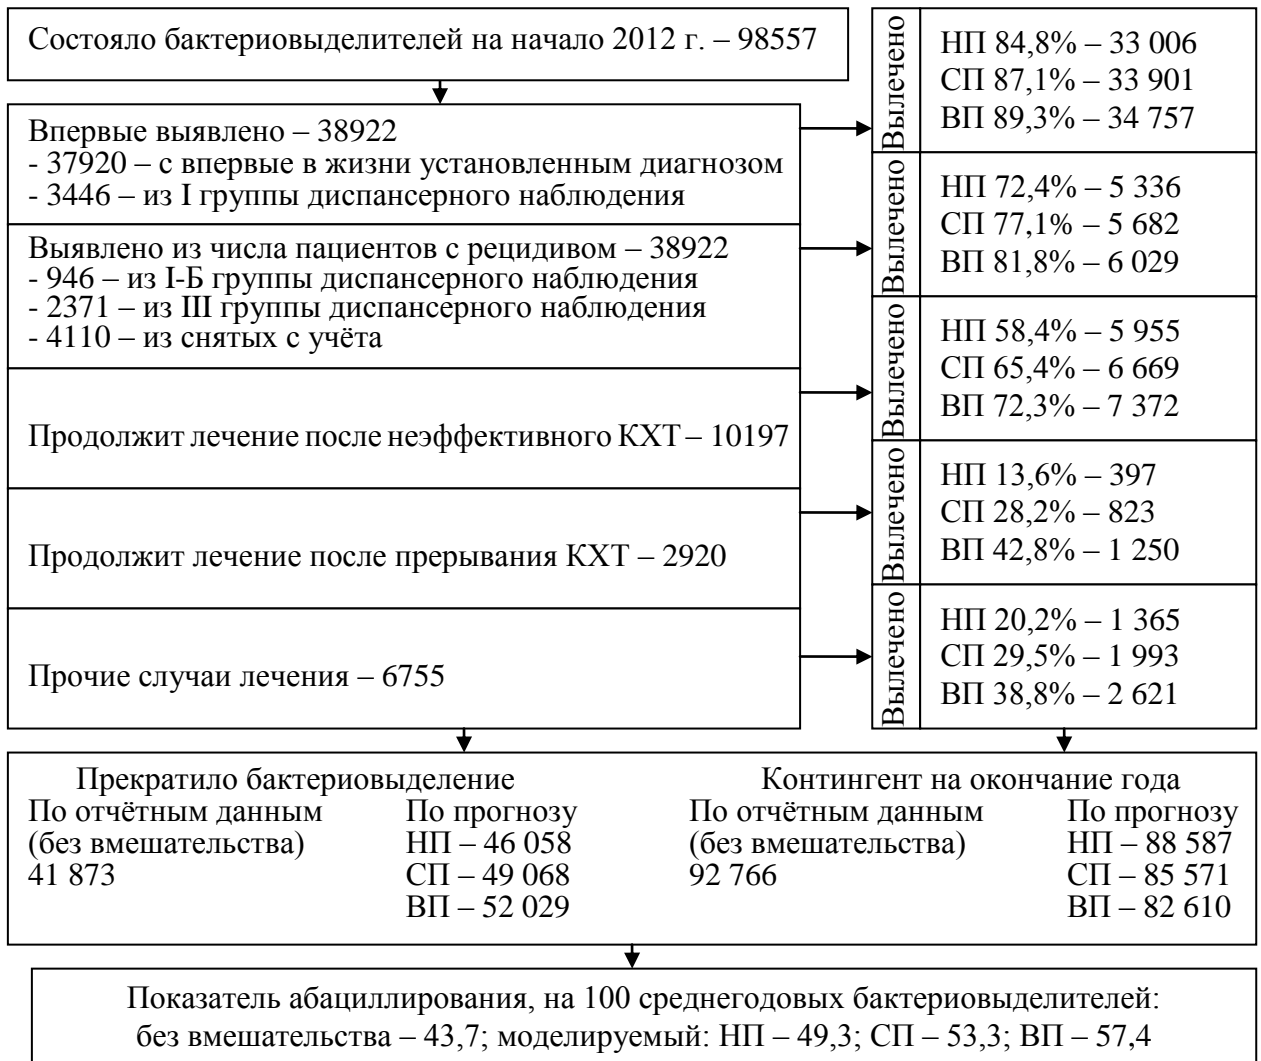 Состояло бактериовыделителей на начало 2012 г. – 98557
Впервые выявлено – 38922
- 37920 – с впервые в жизни установленным диагнозом
- 3446 – из I группы диспансерного наблюдения
Вылечено
НП 84,8% – 33 006
СП 87,1% – 33 901
ВП 89,3% – 34 757
Выявлено из числа пациентов с рецидивом – 38922
- 946 – из I-Б группы диспансерного наблюдения
- 2371 – из III группы диспансерного наблюдения
- 4110 – из снятых с учёта
Вылечено
НП 72,4% – 5 336
СП 77,1% – 5 682
ВП 81,8% – 6 029
Продолжит лечение после неэффективного КХТ – 10197
Вылечено
НП 58,4% – 5 955
СП 65,4% – 6 669
ВП 72,3% – 7 372
Продолжит лечение после прерывания КХТ – 2920
Вылечено
НП 13,6% – 397
СП 28,2% – 823
ВП 42,8% – 1 250
Прочие случаи лечения – 6755
Вылечено
НП 20,2% – 1 365
СП 29,5% – 1 993
ВП 38,8% – 2 621
Прекратило бактериовыделение
По отчётным данным
(без вмешательства)
41 873
По прогнозу
НП – 46 058
СП – 49 068
ВП – 52 029
Контингент на окончание года
По отчётным данным
(без вмешательства)
92 766
По прогнозу
НП – 88 587
СП – 85 571
ВП – 82 610
Показатель абациллирования, на 100 среднегодовых бактериовыделителей:
без вмешательства – 43,7; моделируемый: НП – 49,3; СП – 53,3; ВП – 57,4